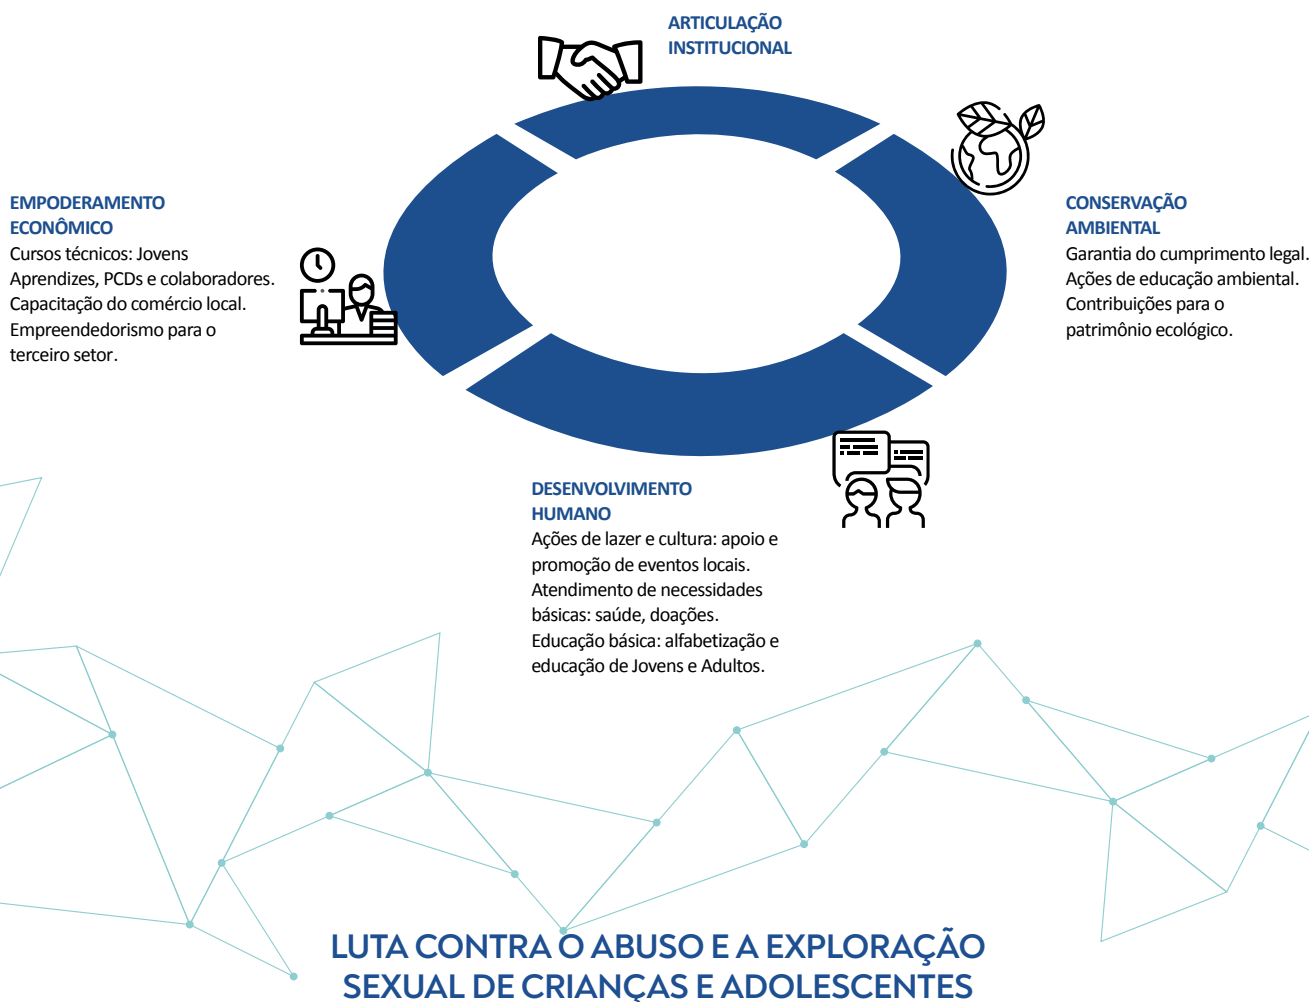 ARTICULAÇÃO
INSTITUCIONAL
EMPODERAMENTO
ECONÔMICO
Cursos técnicos: Jovens
Aprendizes, PCDs e colaboradores.
Capacitação do comércio local.
Empreendedorismo para o
terceiro setor.
CONSERVAÇÃO
AMBIENTAL
Garantia do cumprimento legal.
Ações de educação ambiental.
Contribuições para o
patrimônio ecológico.
DESENVOLVIMENTO
HUMANO
Ações de lazer e cultura: apoio e
promoção de eventos locais.
Atendimento de necessidades
básicas: saúde, doações.
Educação básica: alfabetização e
educação de Jovens e Adultos.
LUTA CONTRA O ABUSO E A EXPLORAÇÃO
SEXUAL DE CRIANÇAS E ADOLESCENTES